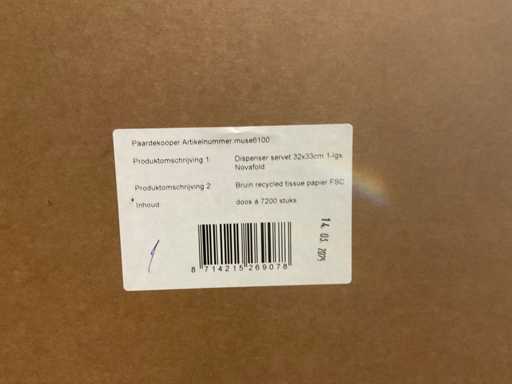 Paardekooper Artikelnummer:muse6100
Produktomschrijving 1: Dispenser servet 32x33cm 1-lgs
Novafold
Produktomschrijving 2: Bruin recycled tissue papier FSC
Inhoud: doos á 7200 stuks
14. 03.
8 714215 269078